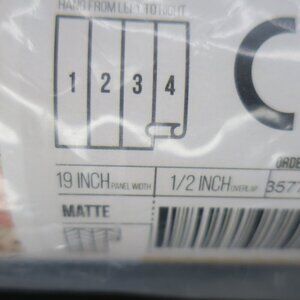 HANG FROM LEFT TO RIGHT
1 2 3 4
C
ORDE
19 INCH PANEL WIDTH 1/2 INCH OVERLAP 3577
MATTE